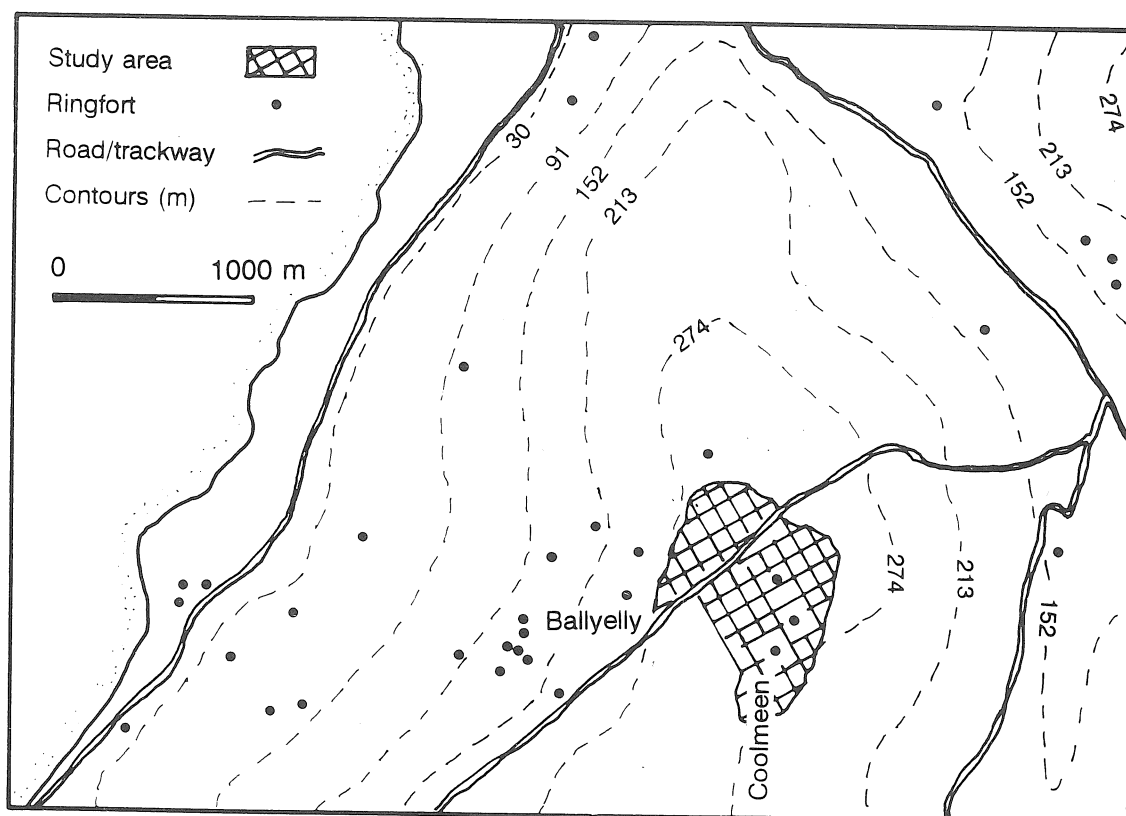 Study area
Ringfort
Road/trackway
Contours (m)
0 1000 m
30
91
152
213
274
213
152
274
274
213
152
Ballyelly
Coolmeen